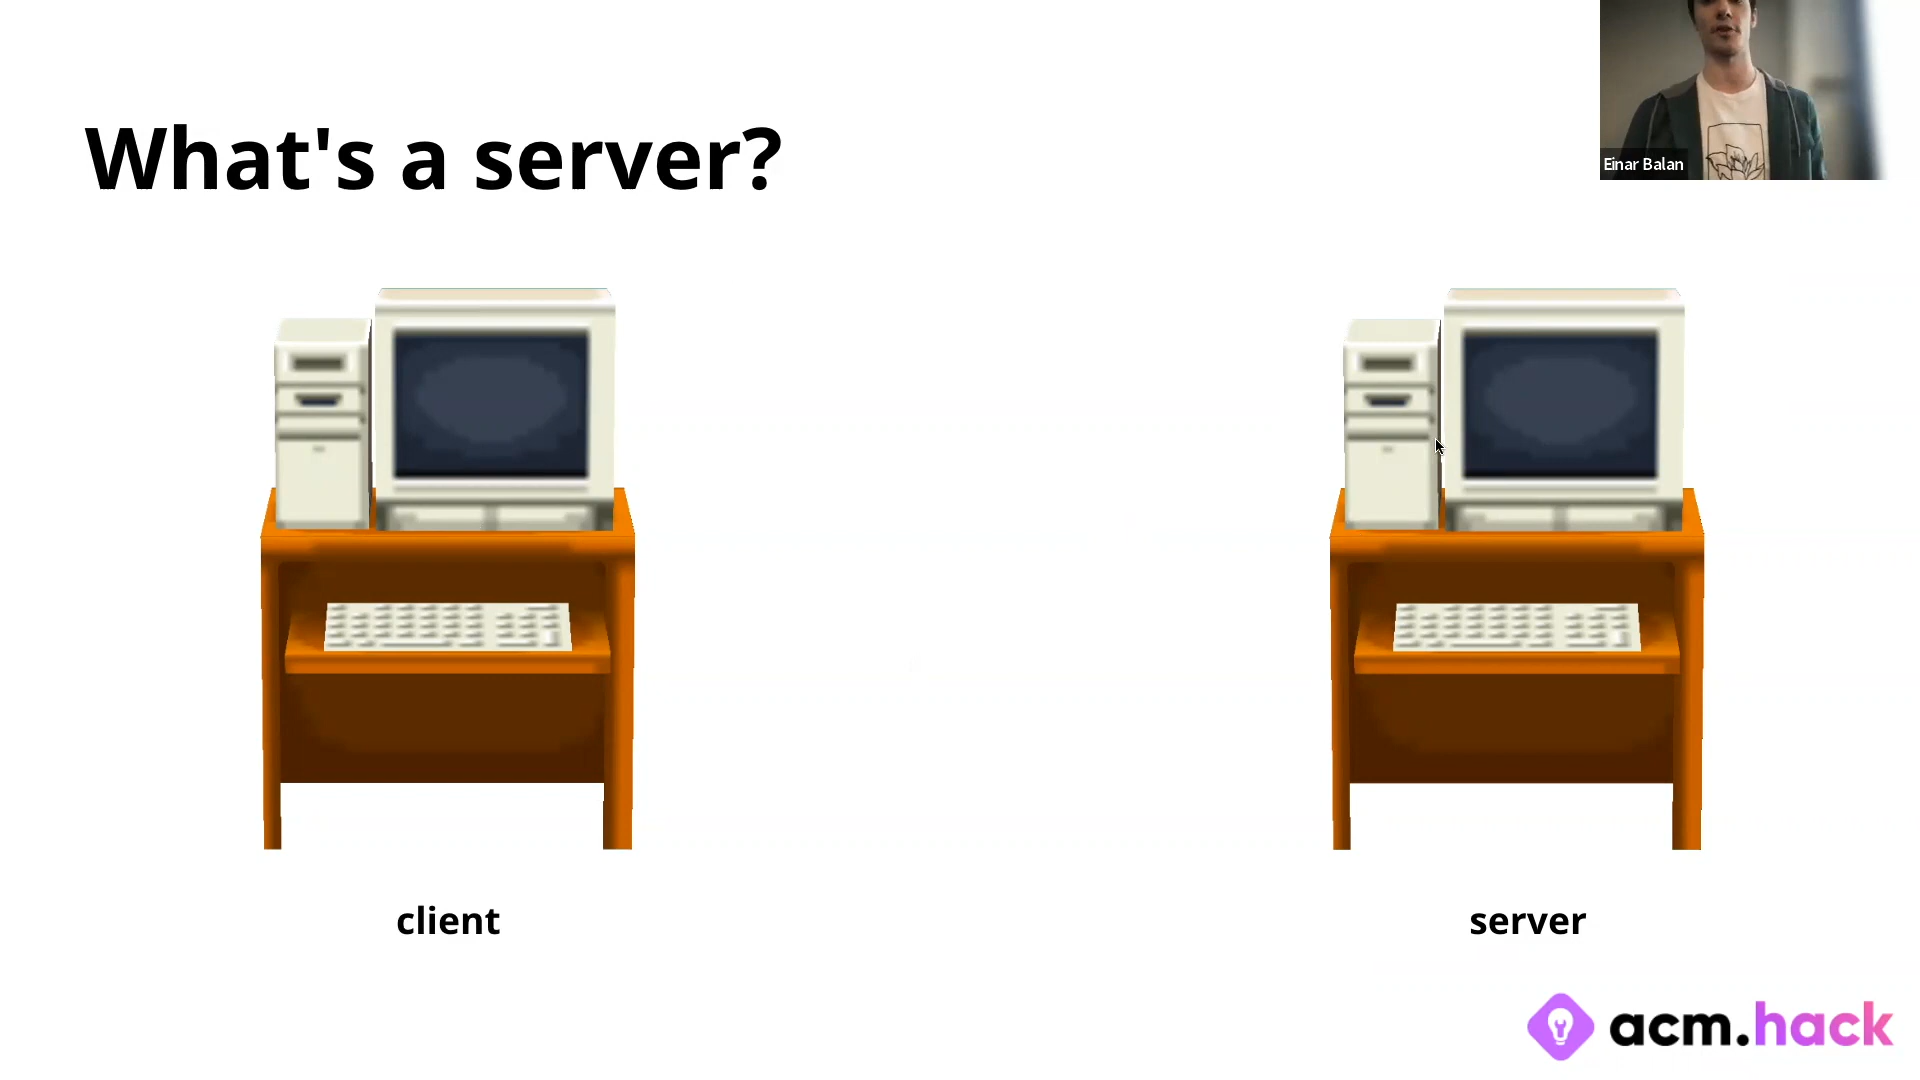 What's a server?
Einar Balan
client
server
acm.hack